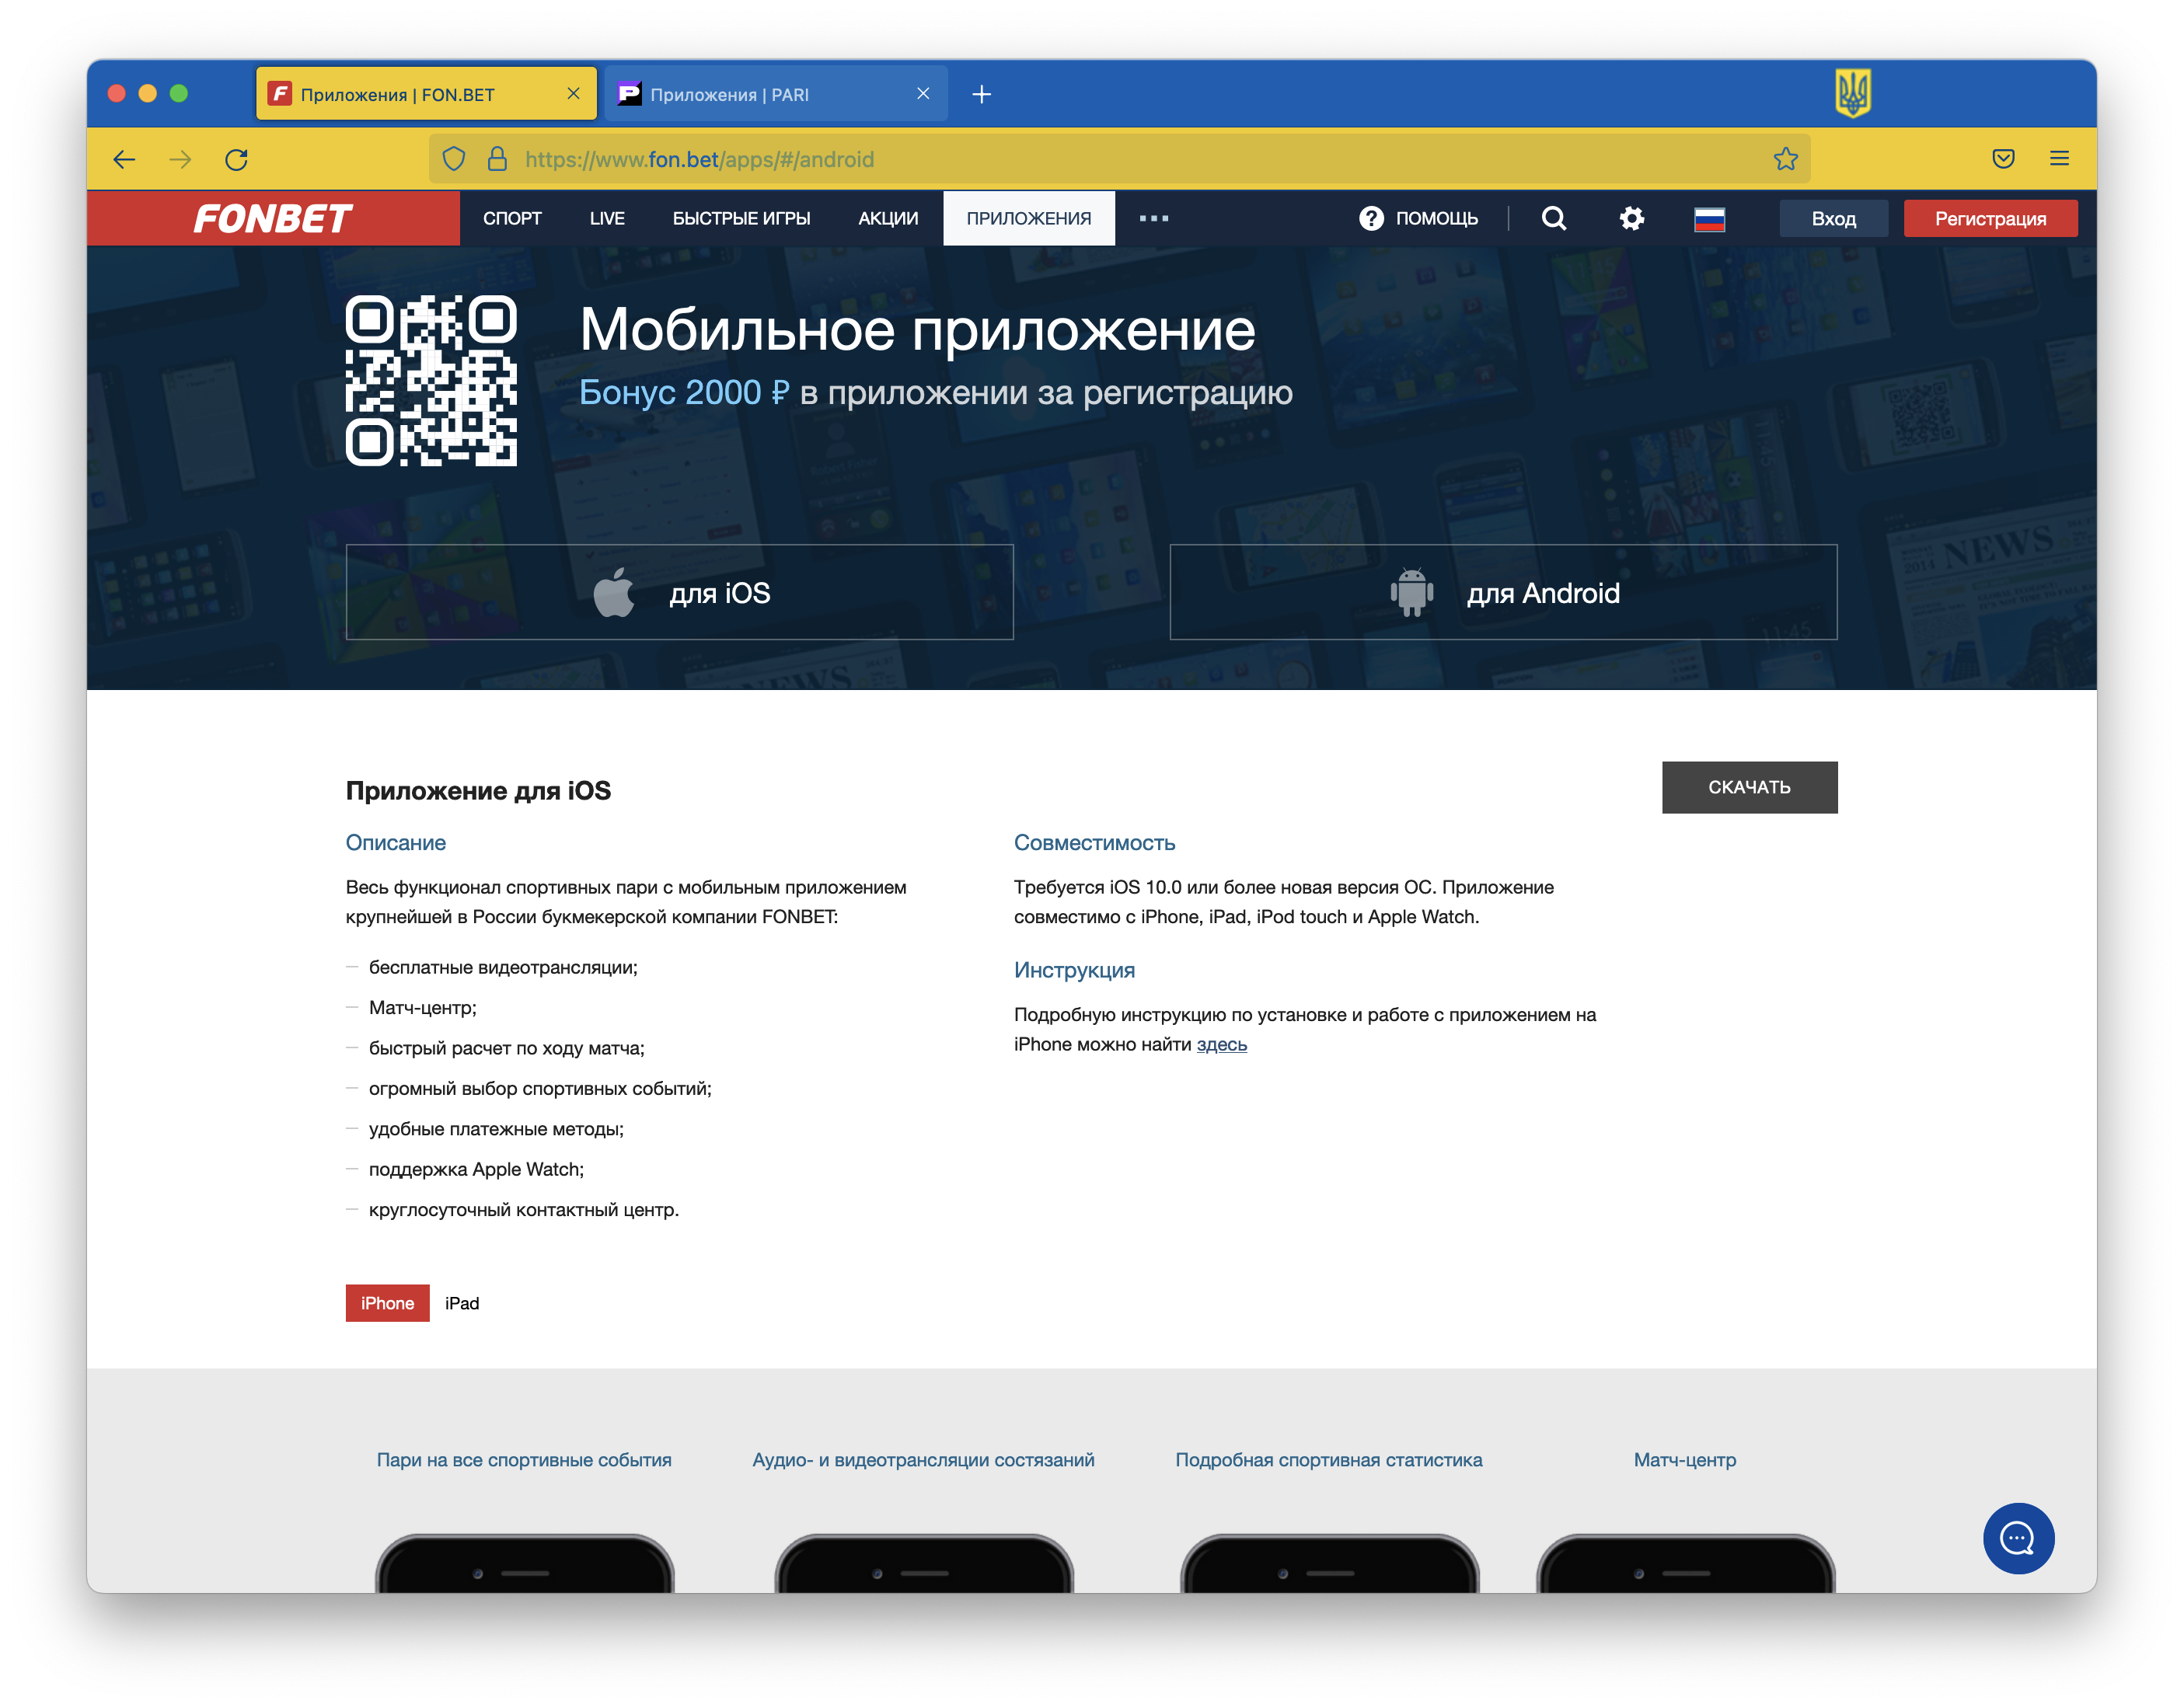 Приложения | FON.BET
Приложения | PARI
https://www.fon.bet/apps/#/android
FONBET
СПОРТ
LIVE
БЫСТРЫЕ ИГРЫ
АКЦИИ
ПРИЛОЖЕНИЯ
ПОМОЩЬ
Вход
Регистрация
Мобильное приложение
Бонус 2000 ₽ в приложении за регистрацию
для iOS
для Android
NEWS
2014
11:45
NEWS
Приложение для iOS
СКАЧАТЬ
Описание
Весь функционал спортивных пари с мобильным приложением
крупнейшей в России букмекерской компании FONBET:
бесплатные видеотрансляции;
Матч-центр;
быстрый расчет по ходу матча;
огромный выбор спортивных событий;
удобные платежные методы;
поддержка Apple Watch;
круглосуточный контактный центр.
Совместимость
Требуется iOS 10.0 или более новая версия ОС. Приложение
совместимо с iPhone, iPad, iPod touch и Apple Watch.
Инструкция
Подробную инструкцию по установке и работе с приложением на
iPhone можно найти здесь
iPhone
iPad
Пари на все спортивные события
Аудио- и видеотрансляции состязаний
Подробная спортивная статистика
Матч-центр